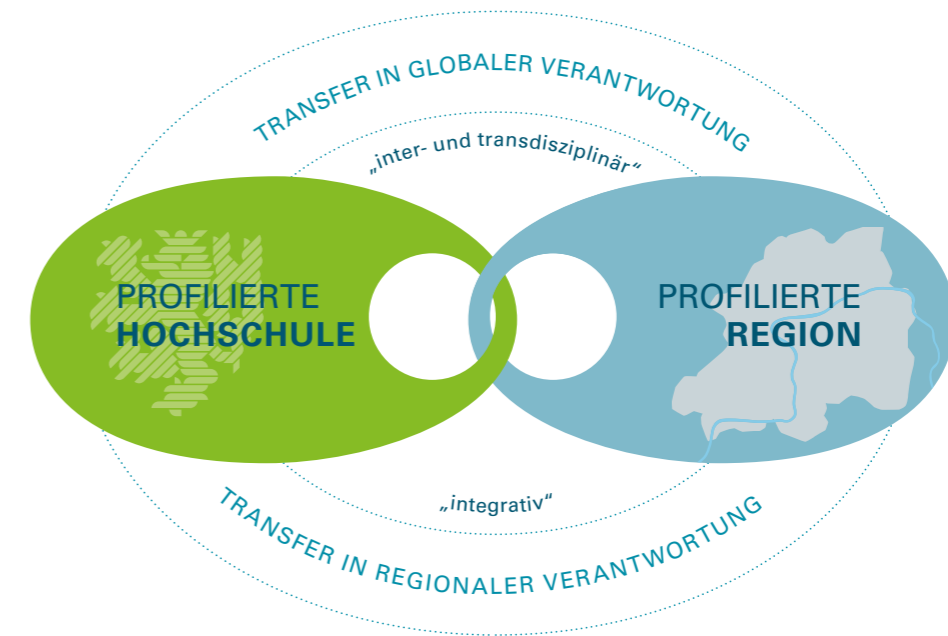 TRANSFER IN GLOBALER VERANTWORTUNG
„inter- und transdisziplinär“
PROFILIERTE
HOCHSCHULE
PROFILIERTE
REGION
„integrativ“
TRANSFER IN REGIONALER VERANTWORTUNG